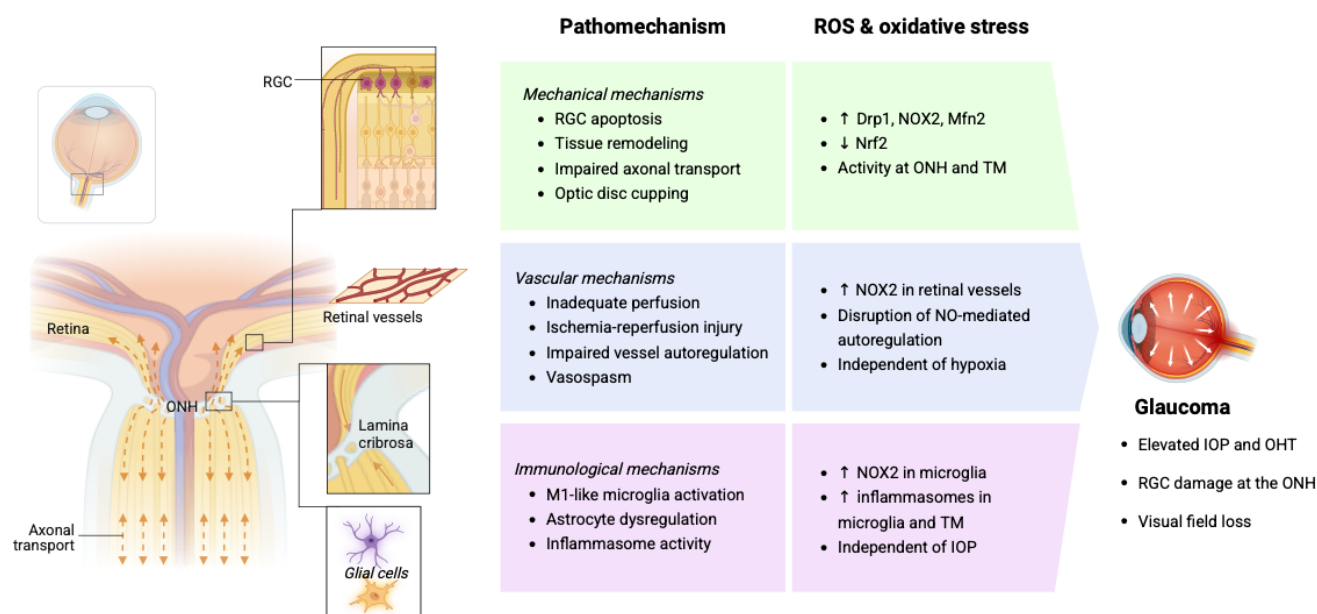 Pathomechanism
ROS & oxidative stress
RGC
Retina
Retinal vessels
ONH
Lamina
cribrosa
Axonal
transport
Glial cells
Mechanical mechanisms
• RGC apoptosis
• Tissue remodeling
• Impaired axonal transport
• Optic disc cupping
• ↑ Drp1, NOX2, Mfn2
• ↓ Nrf2
• Activity at ONH and TM
Vascular mechanisms
• Inadequate perfusion
• Ischemia-reperfusion injury
• Impaired vessel autoregulation
• Vasospasm
• ↑ NOX2 in retinal vessels
• Disruption of NO-mediated
autoregulation
• Independent of hypoxia
Immunological mechanisms
• M1-like microglia activation
• Astrocyte dysregulation
• Inflammasome activity
• ↑ NOX2 in microglia
• ↑ inflammasomes in
microglia and TM
• Independent of IOP
Glaucoma
• Elevated IOP and OHT
• RGC damage at the ONH
• Visual field loss